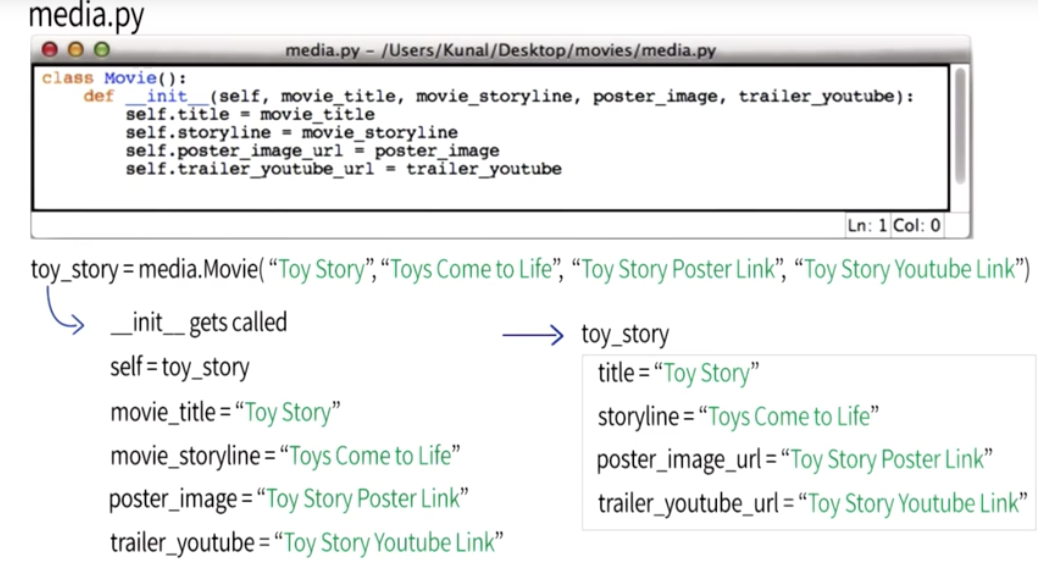 media.py
media.py – /Users/Kunal/Desktop/movies/media.py
class Movie():
    def __init__(self, movie_title, movie_storyline, poster_image, trailer_youtube):
        self.title = movie_title
        self.storyline = movie_storyline
        self.poster_image_url = poster_image
        self.trailer_youtube_url = trailer_youtube
Ln: 1 Col: 0
toy_story = media.Movie( “Toy Story”, “Toys Come to Life”, “Toy Story Poster Link”, “Toy Story Youtube Link”)
__init__ gets called
self = toy_story
movie_title = “Toy Story”
movie_storyline = “Toys Come to Life”
poster_image = “Toy Story Poster Link”
trailer_youtube = “Toy Story Youtube Link”
toy_story
title = “Toy Story”
storyline = “Toys Come to Life”
poster_image_url = “Toy Story Poster Link”
trailer_youtube_url = “Toy Story Youtube Link”